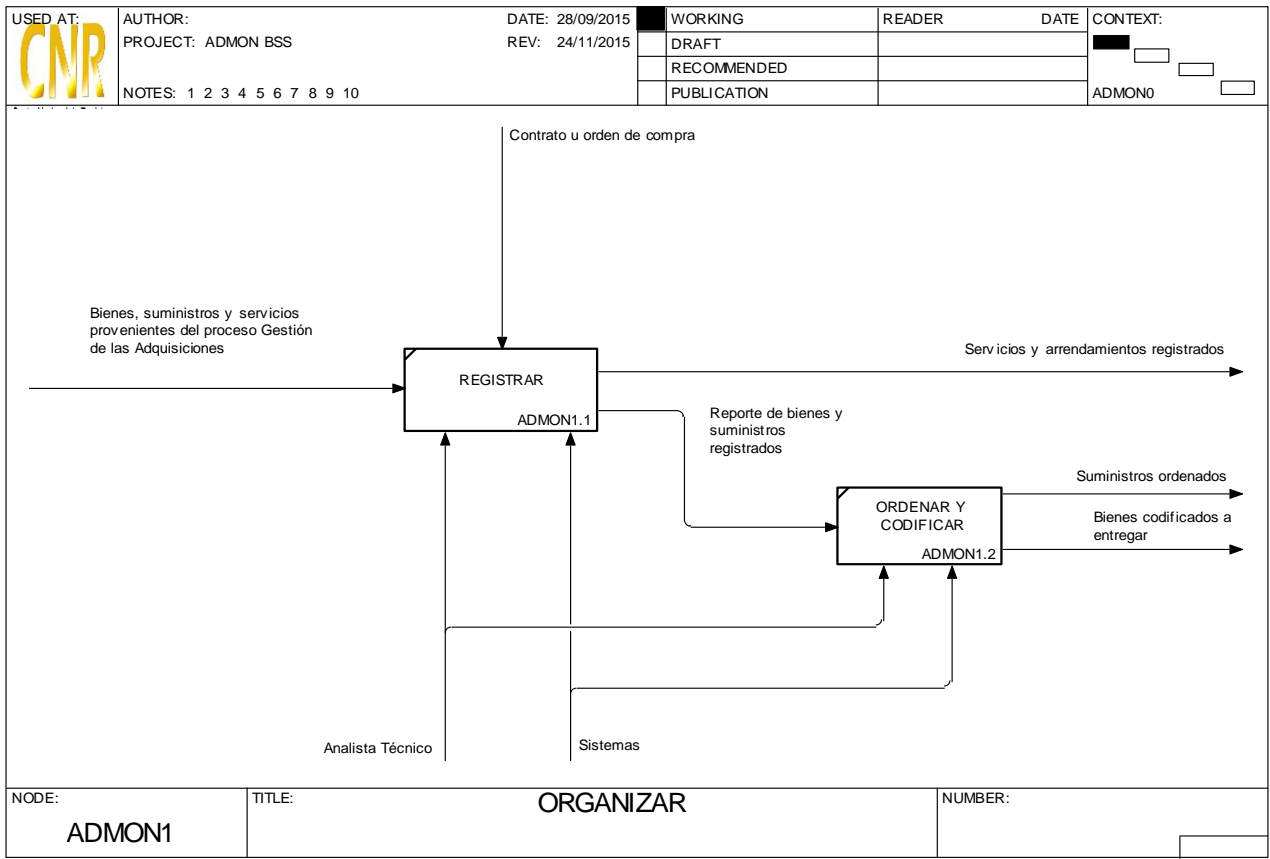 USED AT:
CNR
AUTHOR:
DATE: 28/09/2015
PROJECT: ADMON BSS
REV: 24/11/2015
NOTES: 1 2 3 4 5 6 7 8 9 10
WORKING
DRAFT
RECOMMENDED
PUBLICATION
READER DATE
CONTEXT:
ADMON0
Contrato u orden de compra
Bienes, suministros y servicios
provenientes del proceso Gestión
de las Adquisiciones
REGISTRAR
ADMON1.1
Servicios y arrendamientos registrados
Reporte de bienes y
suministros
registrados
Suministros ordenados
ORDENAR Y
CODIFICAR
ADMON1.2
Bienes codificados a
entregar
Analista Técnico
Sistemas
NODE:
ADMON1
TITLE:
ORGANIZAR
NUMBER: